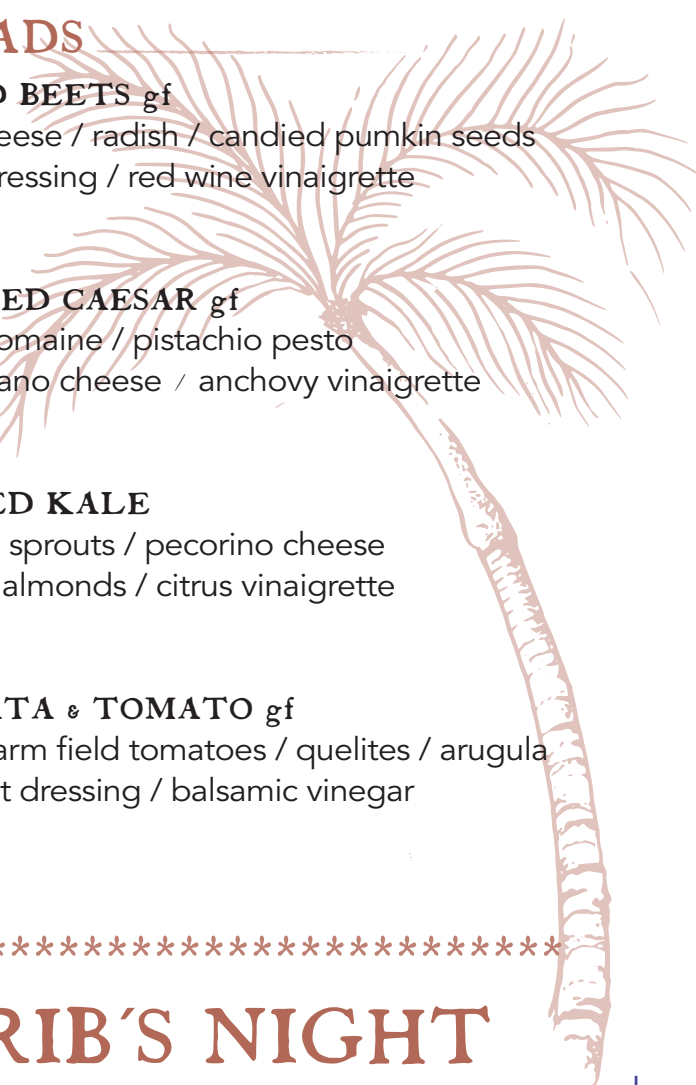 ADS
D BEETS gf
eese / radish / candied pumkin seeds
ressing / red wine vinaigrette
ED CAESAR gf
omaine / pistachio pesto
ano cheese / anchovy vinaigrette
ED KALE
sprouts / pecorino cheese
almonds / citrus vinaigrette
TA & TOMATO gf
arm field tomatoes / quelites / arugula
t dressing / balsamic vinegar
*****************************
RIB´S NIGHT